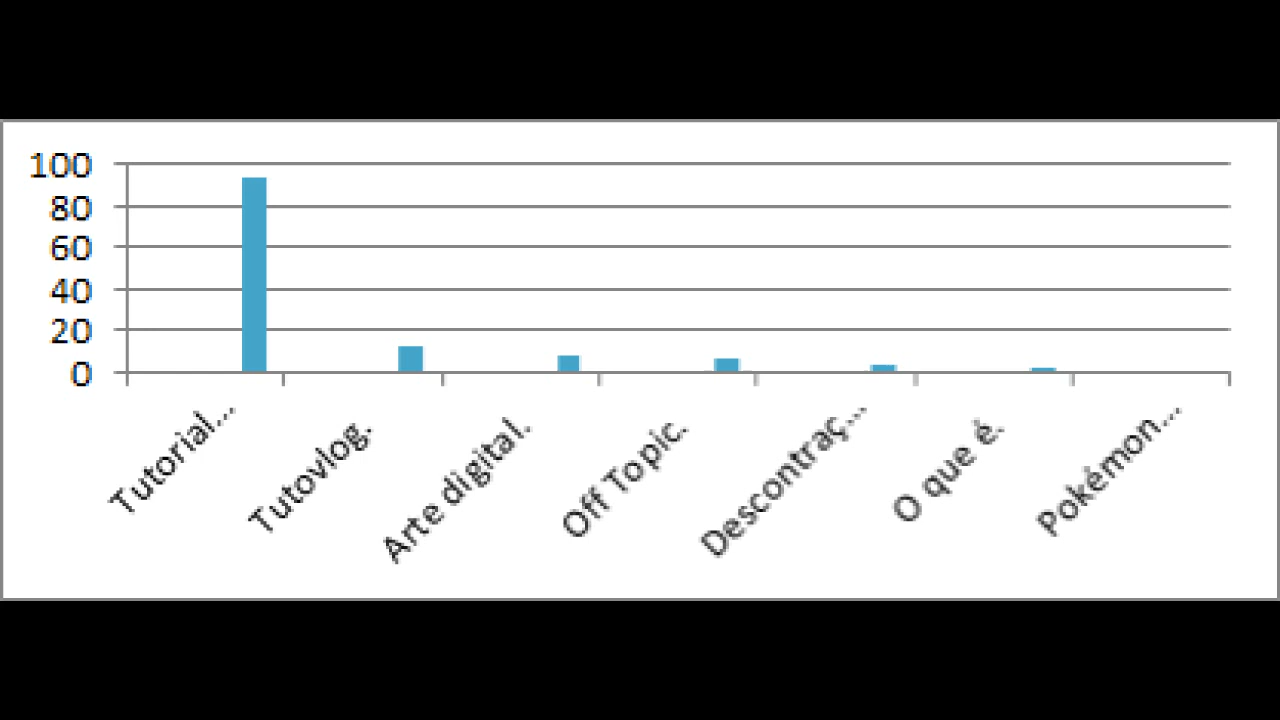 100
80
60
40
20
0
Tutorial...
Tutovlog.
Arte digital.
Off Topic.
Descontraç...
O que é.
Pokémon...